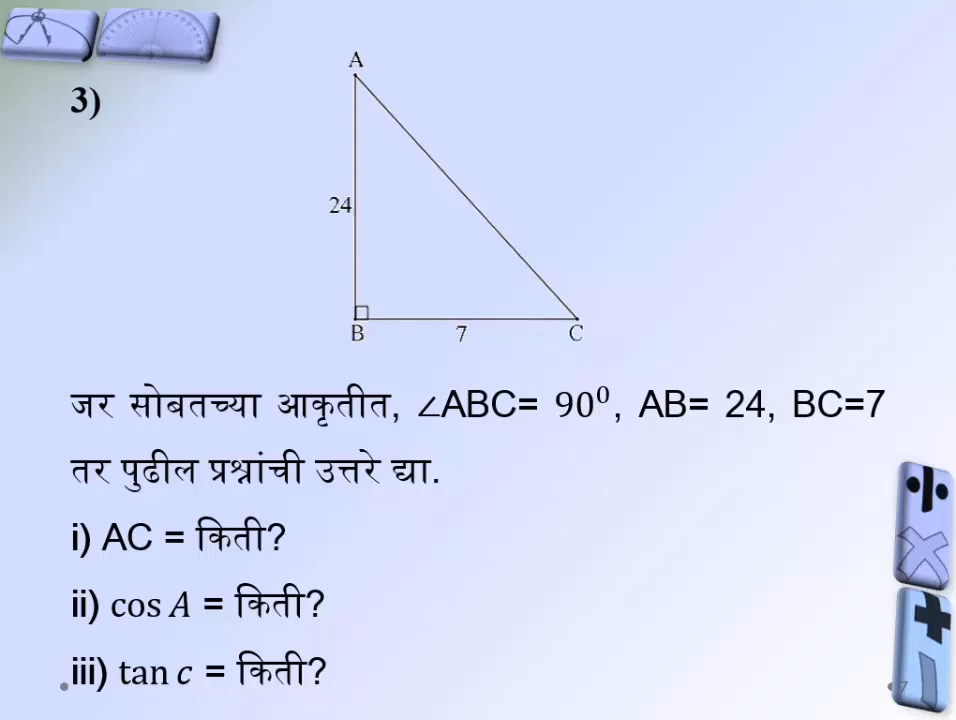 3)
A
24
B
7
C
जर सोबतच्या आकृतीत, ∠ABC= 90⁰, AB= 24, BC=7
तर पुढील प्रश्नांची उत्तरे द्या.
i) AC = किती?
ii) cos A = किती?
iii) tan c = किती?
7